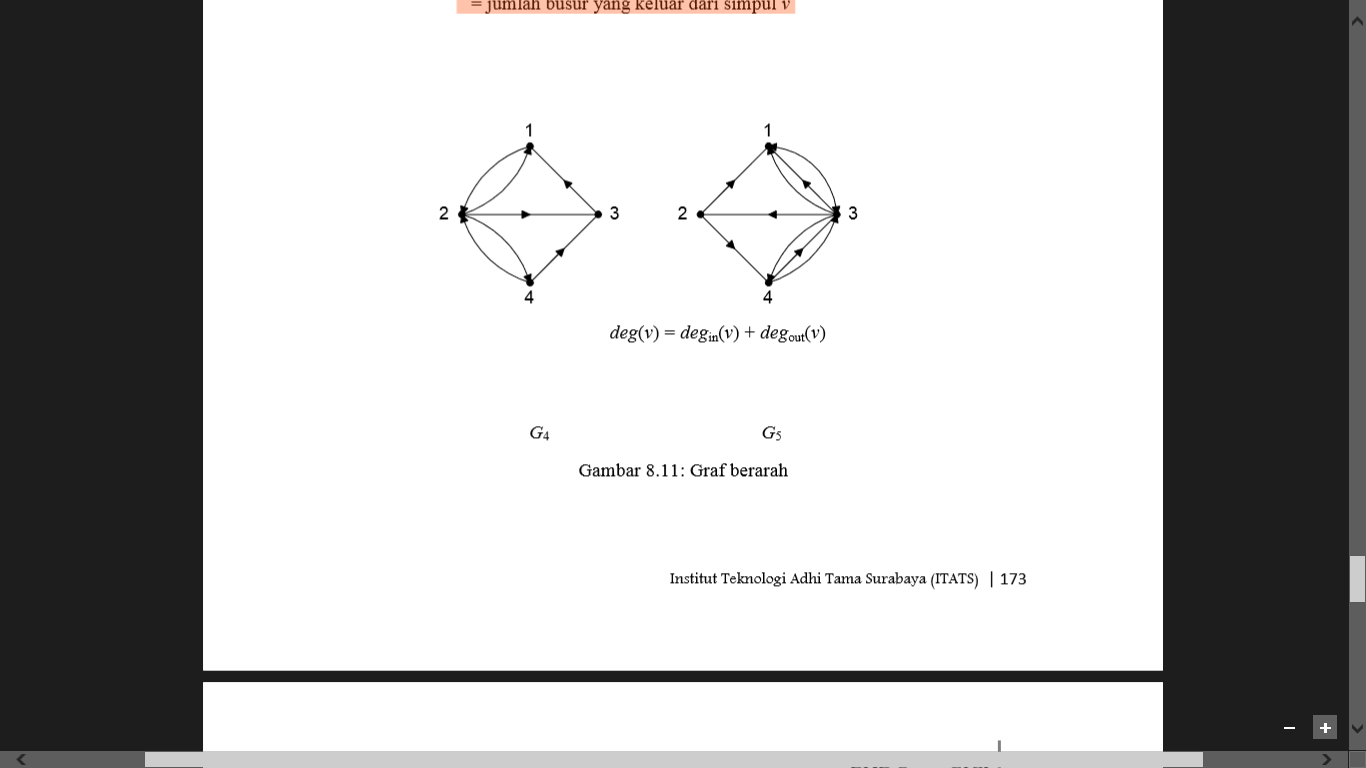 = jumlah busur yang keluar dari simpul v
1 1
2 3 2 3
4 4
deg(v) = degin(v) + degout(v)
G4 G5
Gambar 8.11: Graf berarah
Institut Teknologi Adhi Tama Surabaya (ITATS) | 173